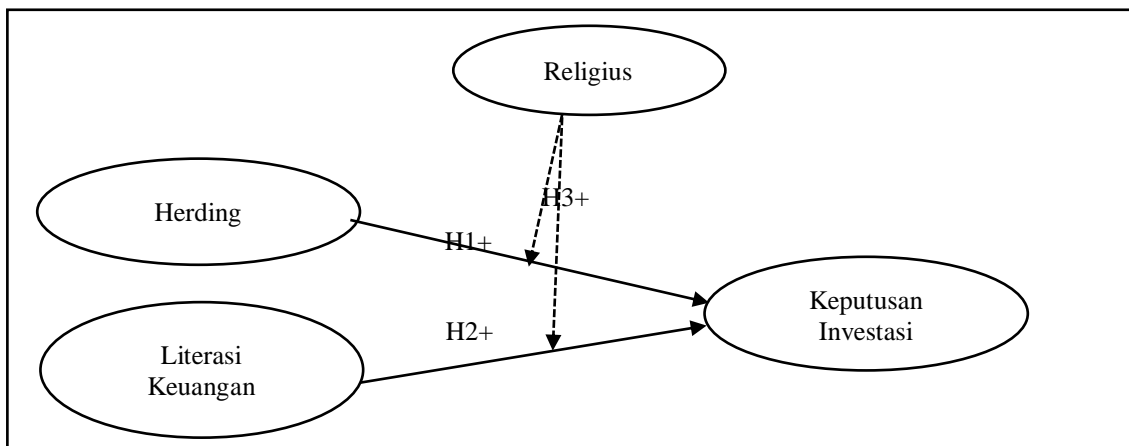 Religius
H3+
Herding
H1+
Keputusan
Investasi
H2+
Literasi
Keuangan